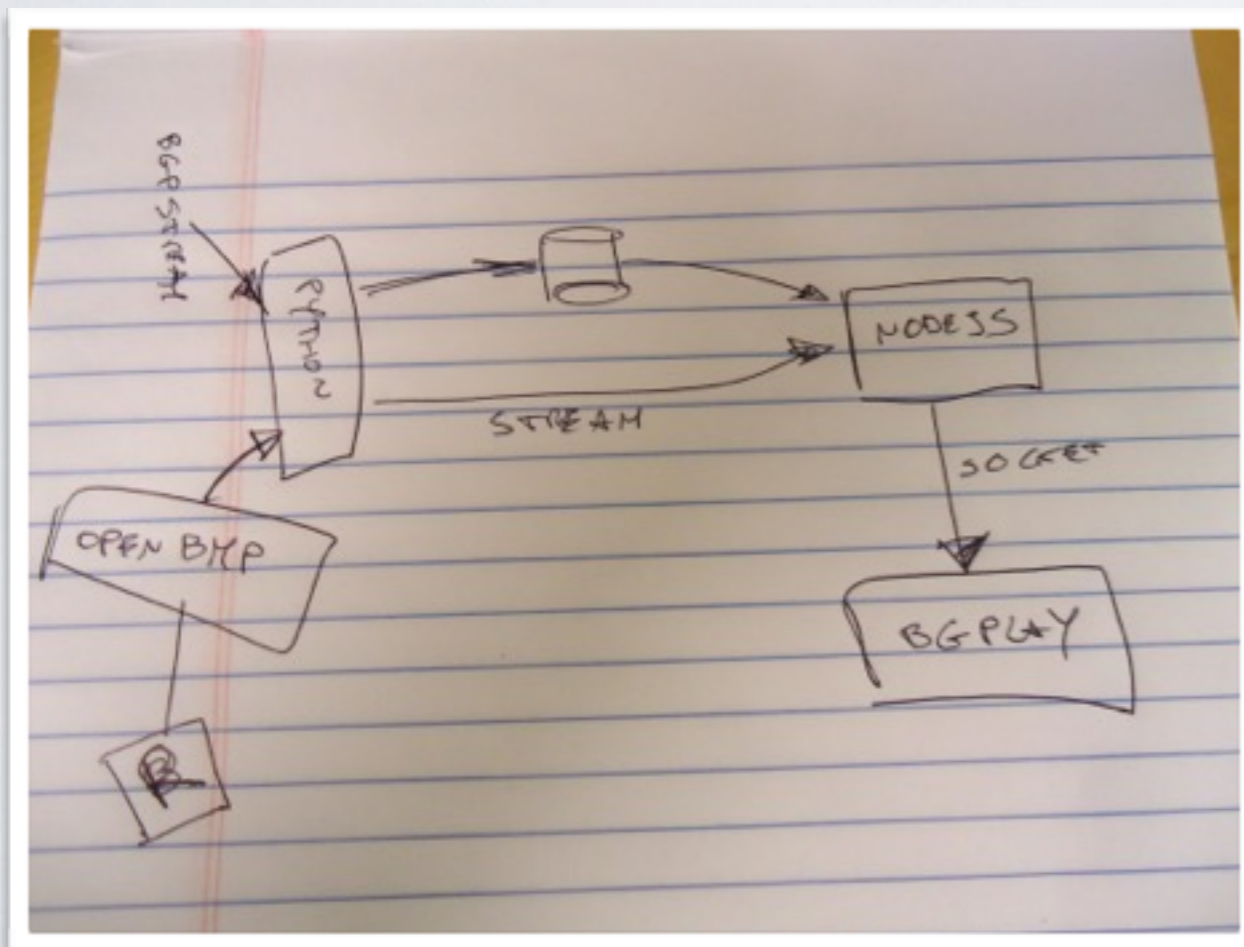 BGPSTREAM
PYTHON
NODEJS
STREAM
SOCKET
OPEN BMP
BGPLAY
R